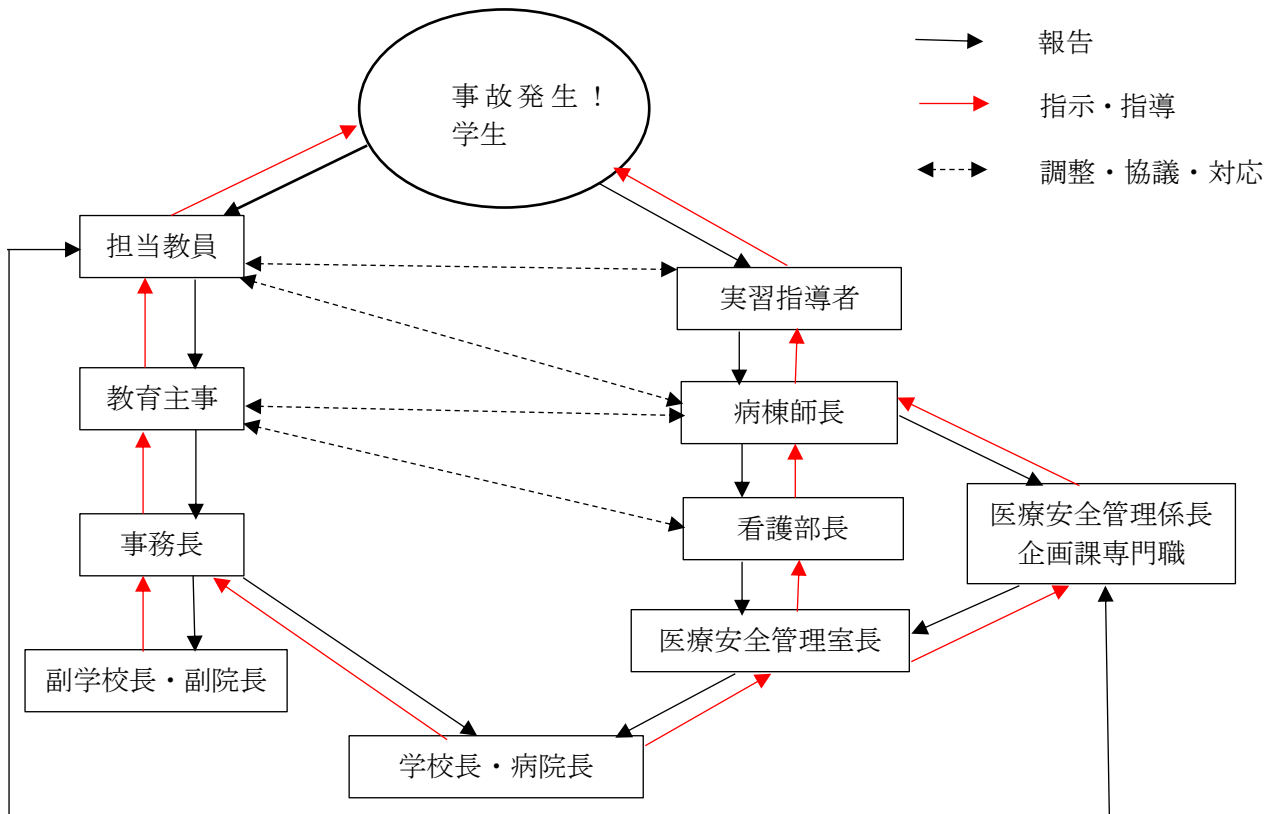 事故発生！
学生
報告
指示・指導
調整・協議・対応
担当教員
実習指導者
教育主事
病棟師長
事務長
看護部長
医療安全管理係長
企画課専門職
副学校長・副院長
医療安全管理室長
学校長・病院長